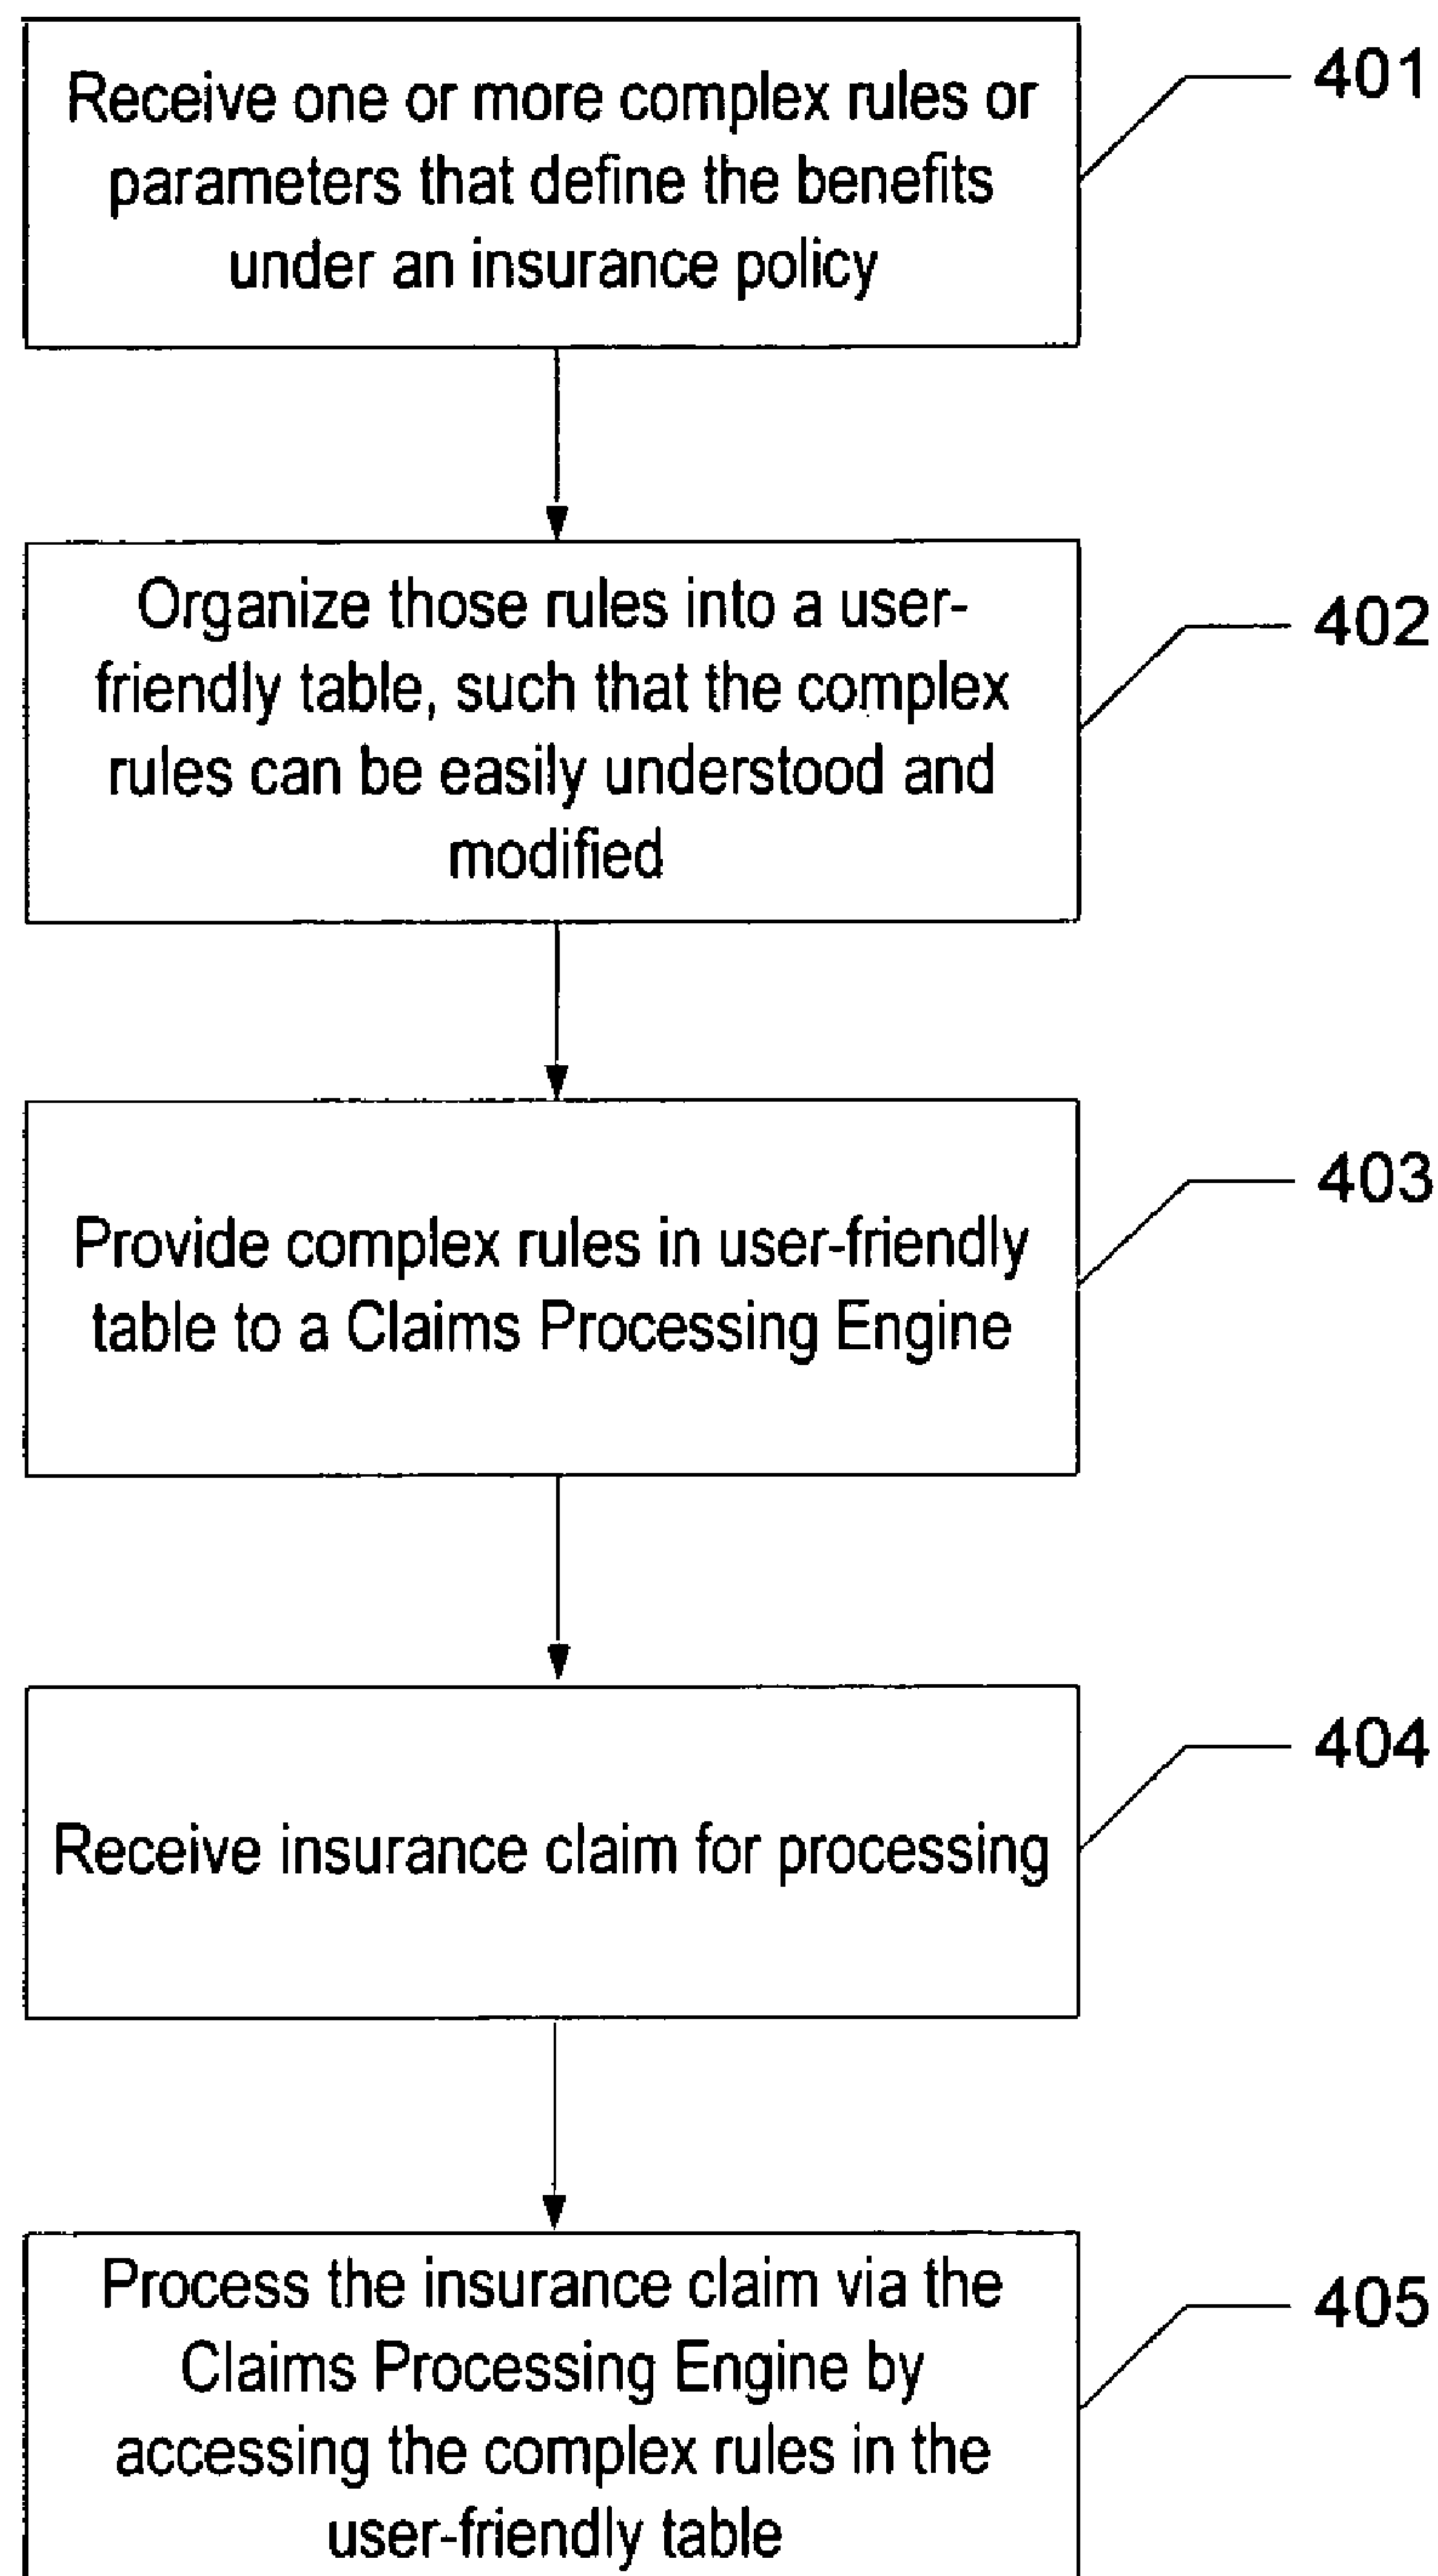 Receive one or more complex rules or
parameters that define the benefits
under an insurance policy
401
Organize those rules into a user-
friendly table, such that the complex
rules can be easily understood and
modified
402
Provide complex rules in user-friendly
table to a Claims Processing Engine
403
Receive insurance claim for processing
404
Process the insurance claim via the
Claims Processing Engine by
accessing the complex rules in the
user-friendly table
405